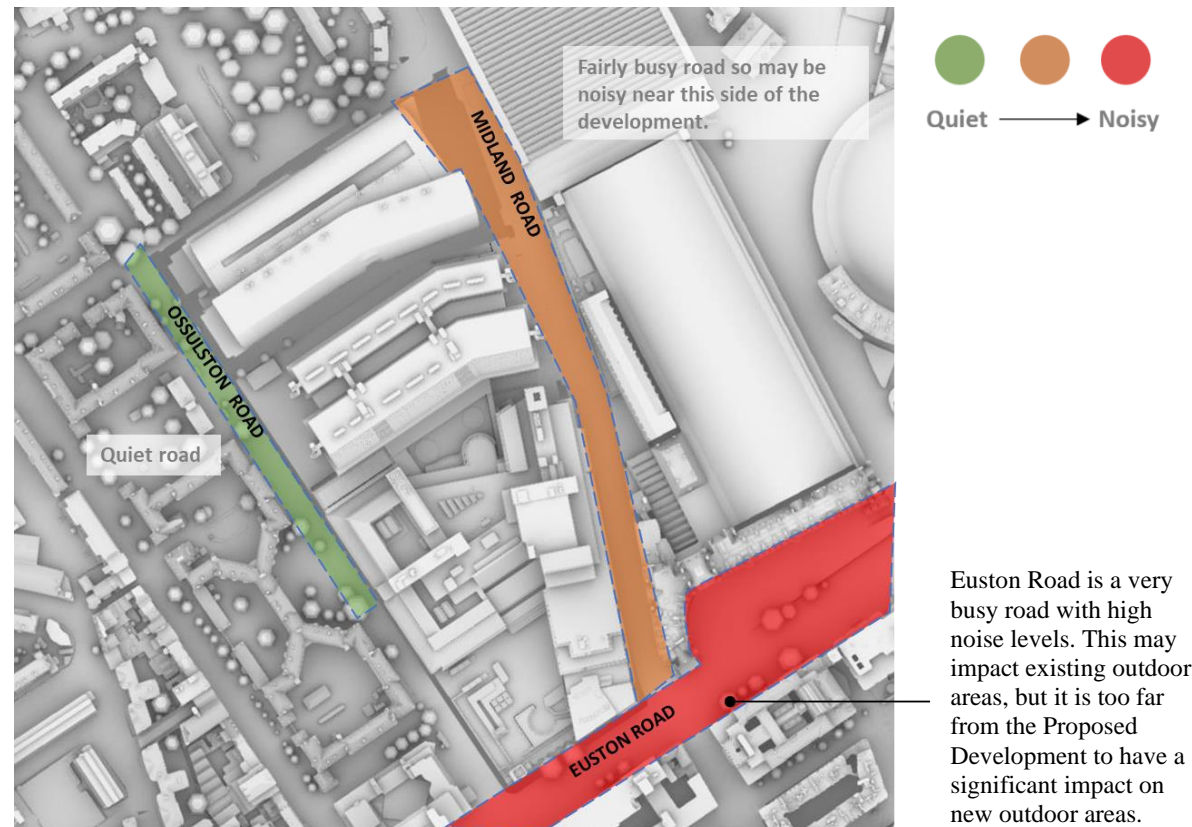 Fairly busy road so may be
noisy near this side of the
development.
Quiet
Noisy
MIDLAND ROAD
OSSULSTON ROAD
Quiet road
EUSTON ROAD
Euston Road is a very
busy road with high
noise levels. This may
impact existing outdoor
areas, but it is too far
from the Proposed
Development to have a
significant impact on
new outdoor areas.